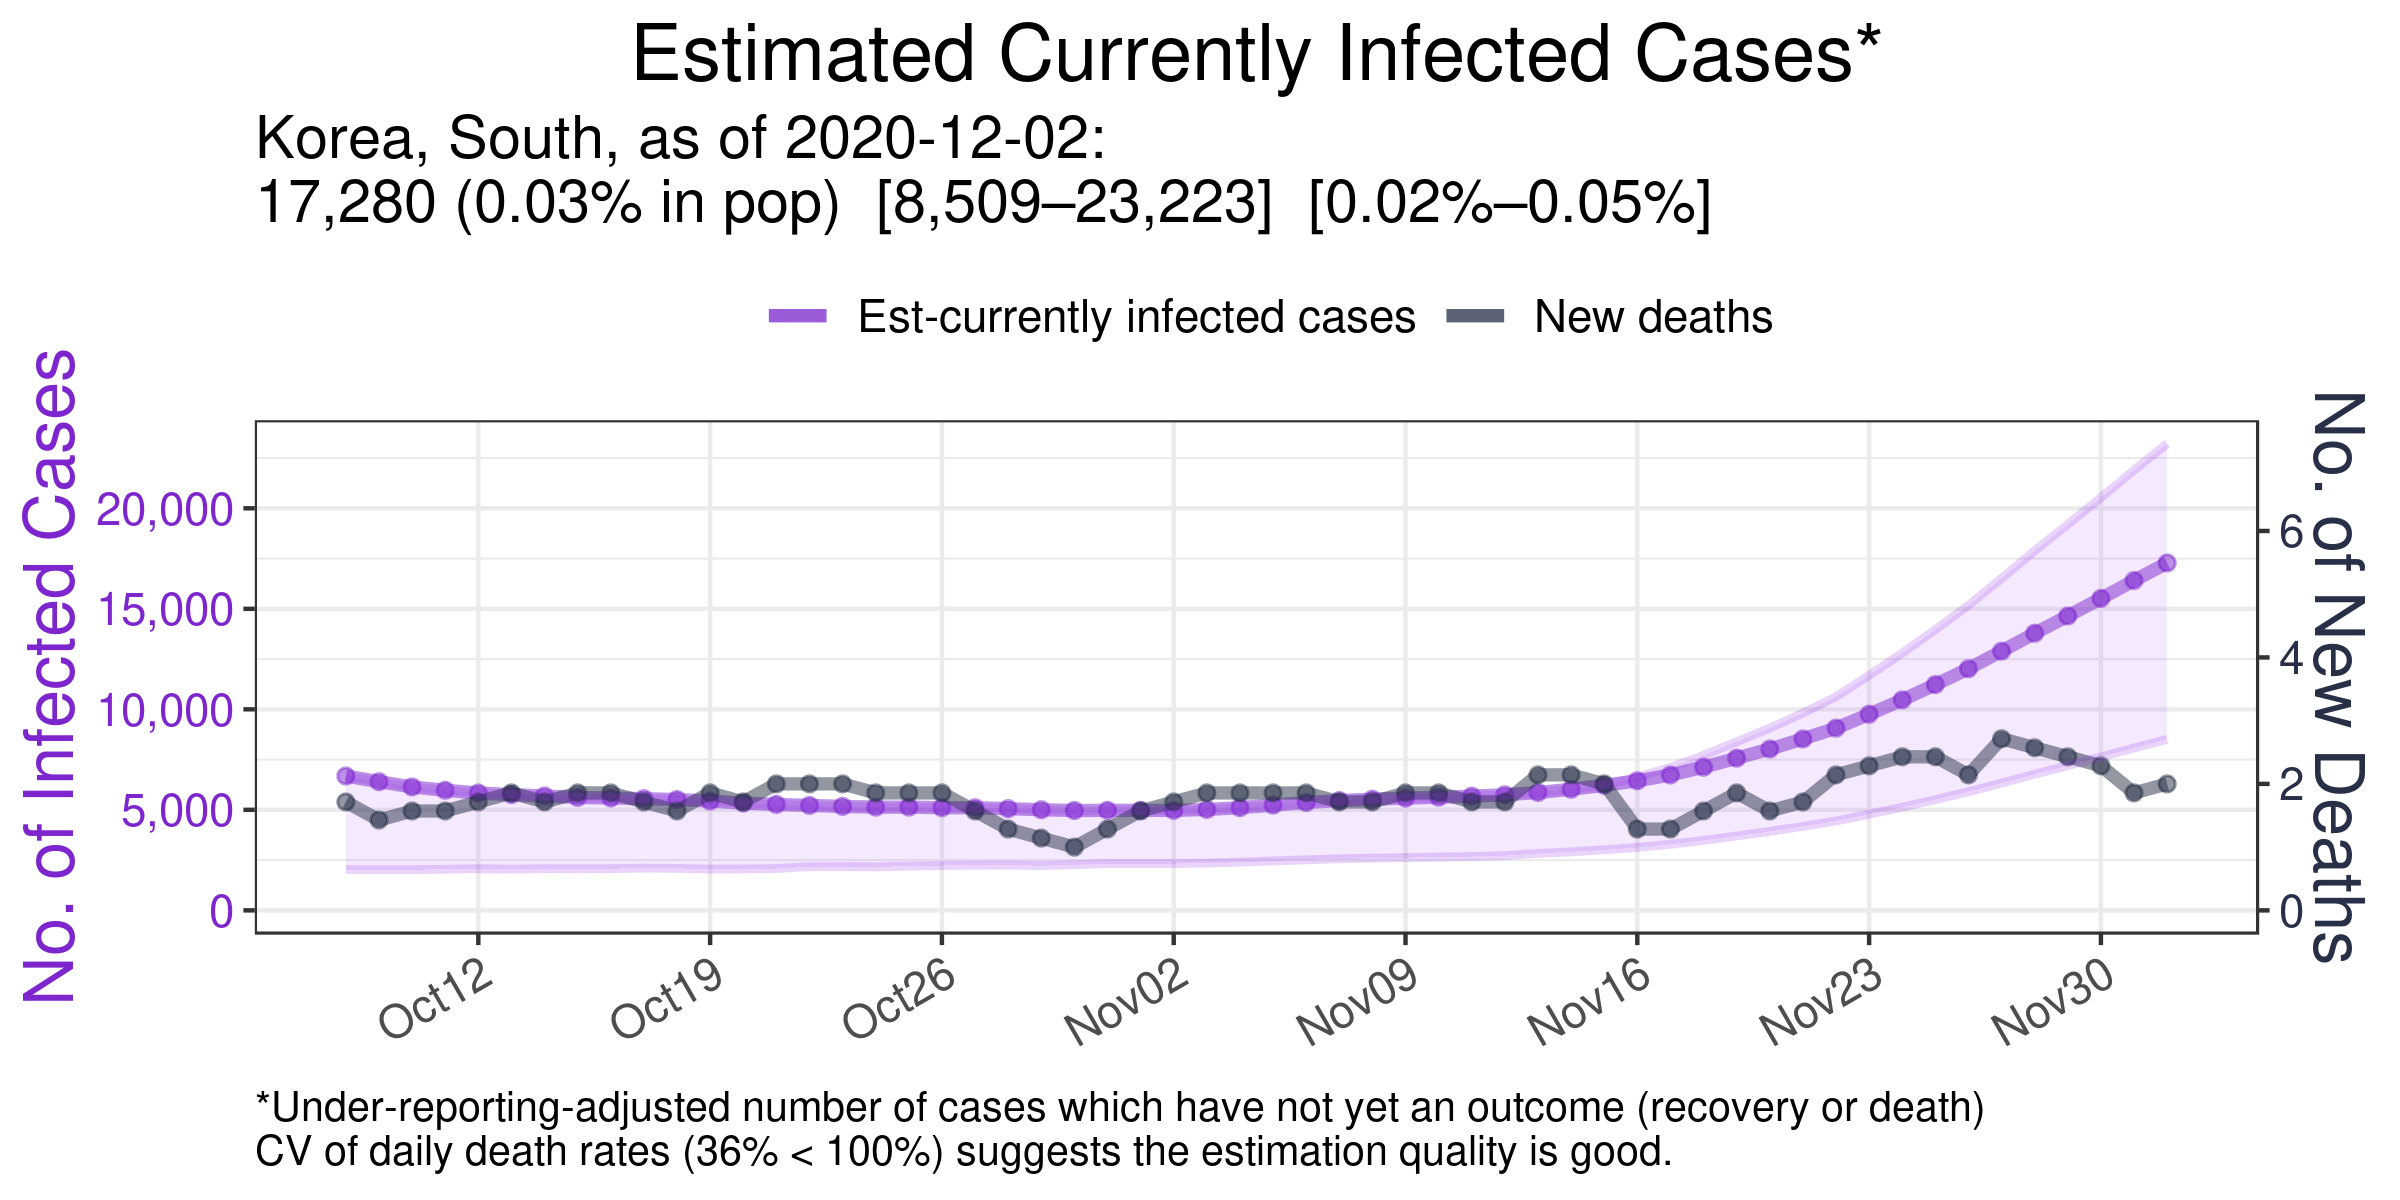 Estimated Currently Infected Cases*
Korea, South, as of 2020-12-02:
17,280 (0.03% in pop)  [8,509–23,223]  [0.02%–0.05%]
Est-currently infected cases
New deaths
No. of Infected Cases
20,000
15,000
10,000
5,000
0
No. of New Deaths
6
4
2
0
Oct12
Oct19
Oct26
Nov02
Nov09
Nov16
Nov23
Nov30
*Under-reporting-adjusted number of cases which have not yet an outcome (recovery or death)
CV of daily death rates (36% < 100%) suggests the estimation quality is good.